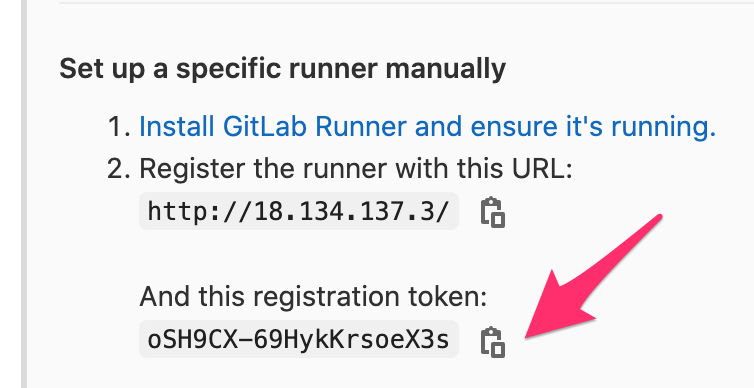 Set up a specific runner manually
1. Install GitLab Runner and ensure it's running.
2. Register the runner with this URL:
http://18.134.137.3/
And this registration token:
oSH9CX-69HykKrsoeX3s